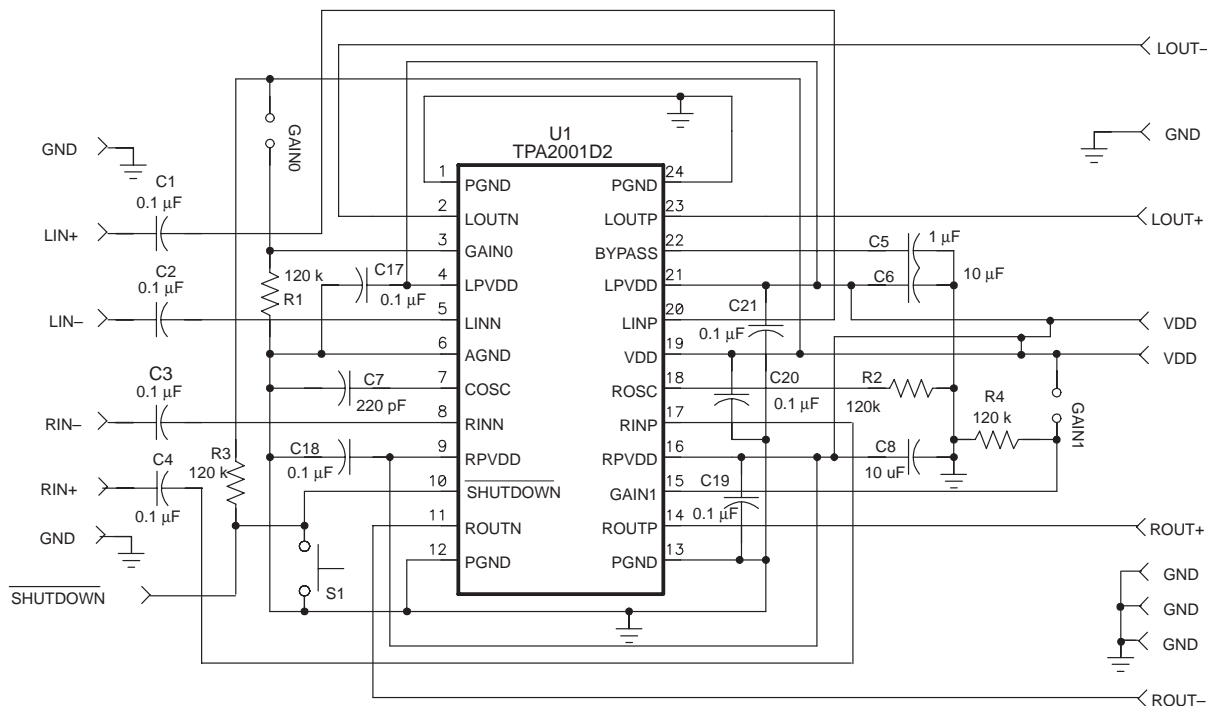 LOUT–
GND
GAIN0
U1
TPA2001D2
GND
C1
0.1 µF
LIN+
C2
0.1 µF
LIN–
C3
0.1 µF
RIN–
C4
0.1 µF
RIN+
GND
SHUTDOWN
R3
120 k
120 k
R1
C17
0.1 µF
C7
220 pF
C18
0.1 µF
S1
1 PGND
2 LOUTN
3 GAIN0
4 LPVDD
5 LINN
6 AGND
7 COSC
8 RINN
9 RPVDD
10 SHUTDOWN
11 ROUTN
12 PGND
PGND 24
LOUTP 23
BYPASS 22
LPVDD 21
LINP 20
VDD 19
ROSC 18
RINP 17
RPVDD 16
GAIN1 15
ROUTP 14
PGND 13
C5
1 µF
C6
10 µF
C21
0.1 µF
C20
0.1 µF
R2
120k
R4
120 k
GAIN1
C8
10 uF
C19
0.1 µF
LOUT+
VDD
VDD
ROUT+
GND
GND
GND
ROUT–